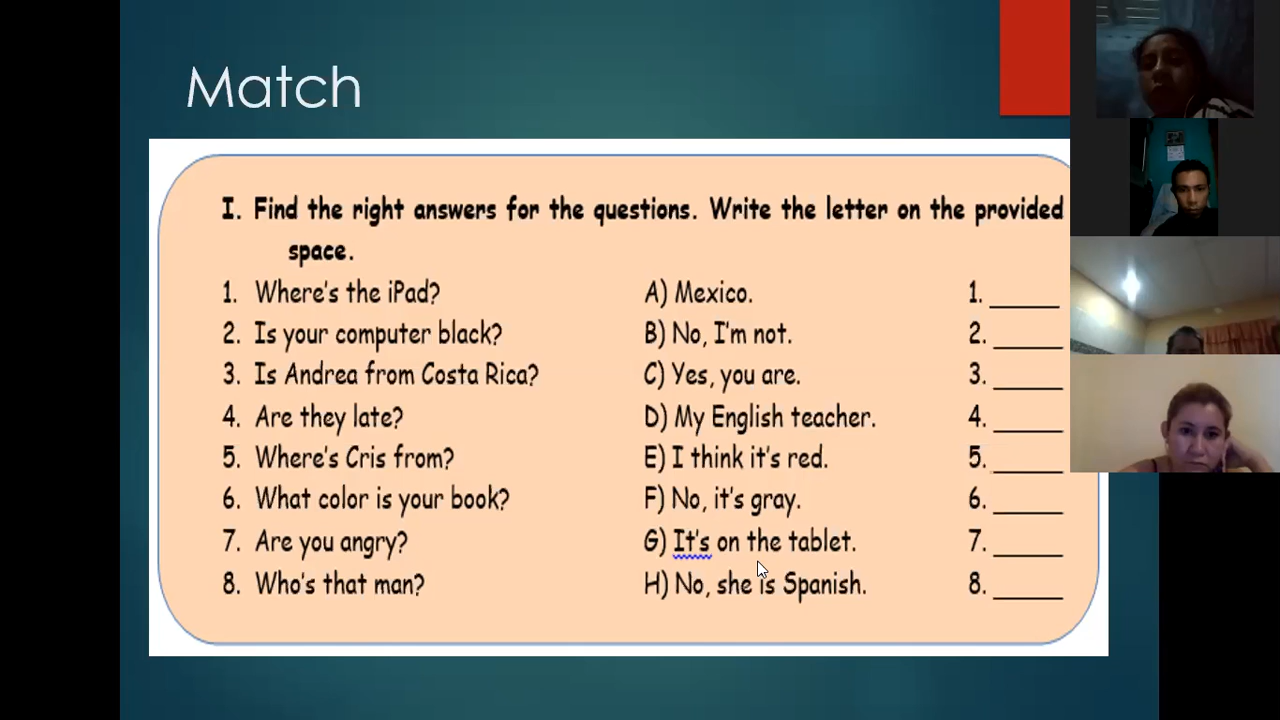 Match
I. Find the right answers for the questions. Write the letter on the provided
space.
1. Where's the iPad? A) Mexico. 1. ______
2. Is your computer black? B) No, I'm not. 2. ______
3. Is Andrea from Costa Rica? C) Yes, you are. 3. ______
4. Are they late? D) My English teacher. 4. ______
5. Where's Cris from? E) I think it's red. 5. ______
6. What color is your book? F) No, it's gray. 6. ______
7. Are you angry? G) It's on the tablet. 7. ______
8. Who's that man? H) No, she is Spanish. 8. ______